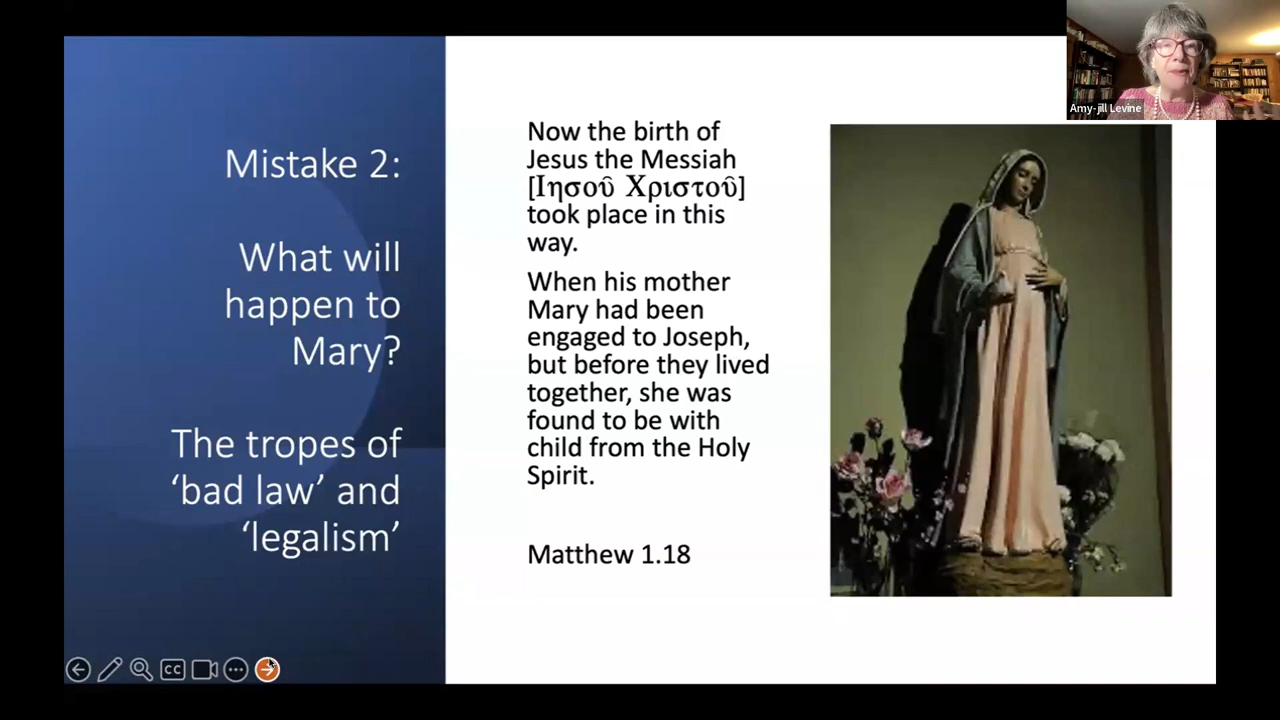 Mistake 2:
What will
happen to
Mary?
The tropes of
‘bad law’ and
‘legalism’
Now the birth of
Jesus the Messiah
[Ἰησοῦ Χριστοῦ]
took place in this
way.
When his mother
Mary had been
engaged to Joseph,
but before they lived
together, she was
found to be with
child from the Holy
Spirit.
Matthew 1.18
Amy-jill Levine
CC